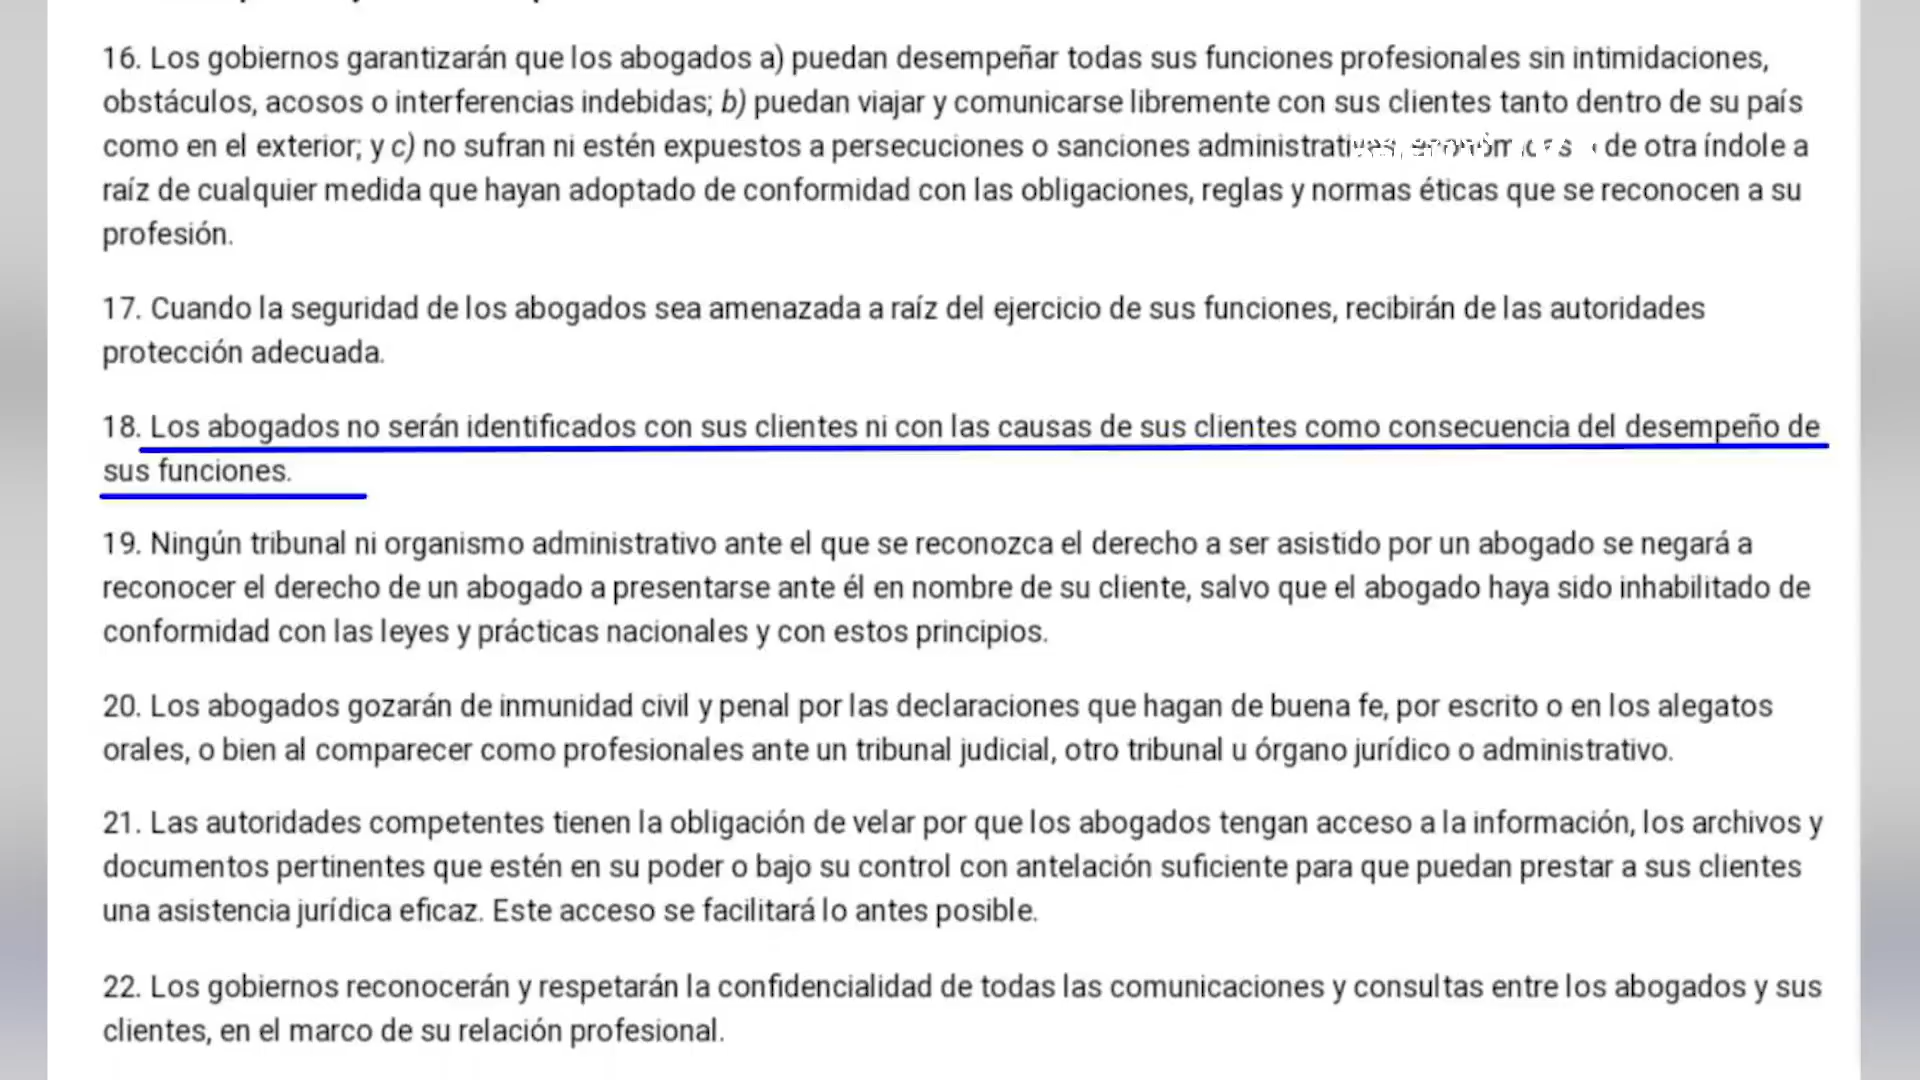 16. Los gobiernos garantizarán que los abogados a) puedan desempeñar todas sus funciones profesionales sin intimidaciones,
obstáculos, acosos o interferencias indebidas; b) puedan viajar y comunicarse libremente con sus clientes tanto dentro de su país
como en el exterior; y c) no sufran ni estén expuestos a persecuciones o sanciones administrativas, de otra índole a
raíz de cualquier medida que hayan adoptado de conformidad con las obligaciones, reglas y normas éticas que se reconocen a su
profesión.
17. Cuando la seguridad de los abogados sea amenazada a raíz del ejercicio de sus funciones, recibirán de las autoridades
protección adecuada.
18. Los abogados no serán identificados con sus clientes ni con las causas de sus clientes como consecuencia del desempeño de
sus funciones.
19. Ningún tribunal ni organismo administrativo ante el que se reconozca el derecho a ser asistido por un abogado se negará a
reconocer el derecho de un abogado a presentarse ante él en nombre de su cliente, salvo que el abogado haya sido inhabilitado de
conformidad con las leyes y prácticas nacionales y con estos principios.
20. Los abogados gozarán de inmunidad civil y penal por las declaraciones que hagan de buena fe, por escrito o en los alegatos
orales, o bien al comparecer como profesionales ante un tribunal judicial, otro tribunal u órgano jurídico o administrativo.
21. Las autoridades competentes tienen la obligación de velar por que los abogados tengan acceso a la información, los archivos y
documentos pertinentes que estén en su poder o bajo su control con antelación suficiente para que puedan prestar a sus clientes
una asistencia jurídica eficaz. Este acceso se facilitará lo antes posible.
22. Los gobiernos reconocerán y respetarán la confidencialidad de todas las comunicaciones y consultas entre los abogados y sus
clientes, en el marco de su relación profesional.